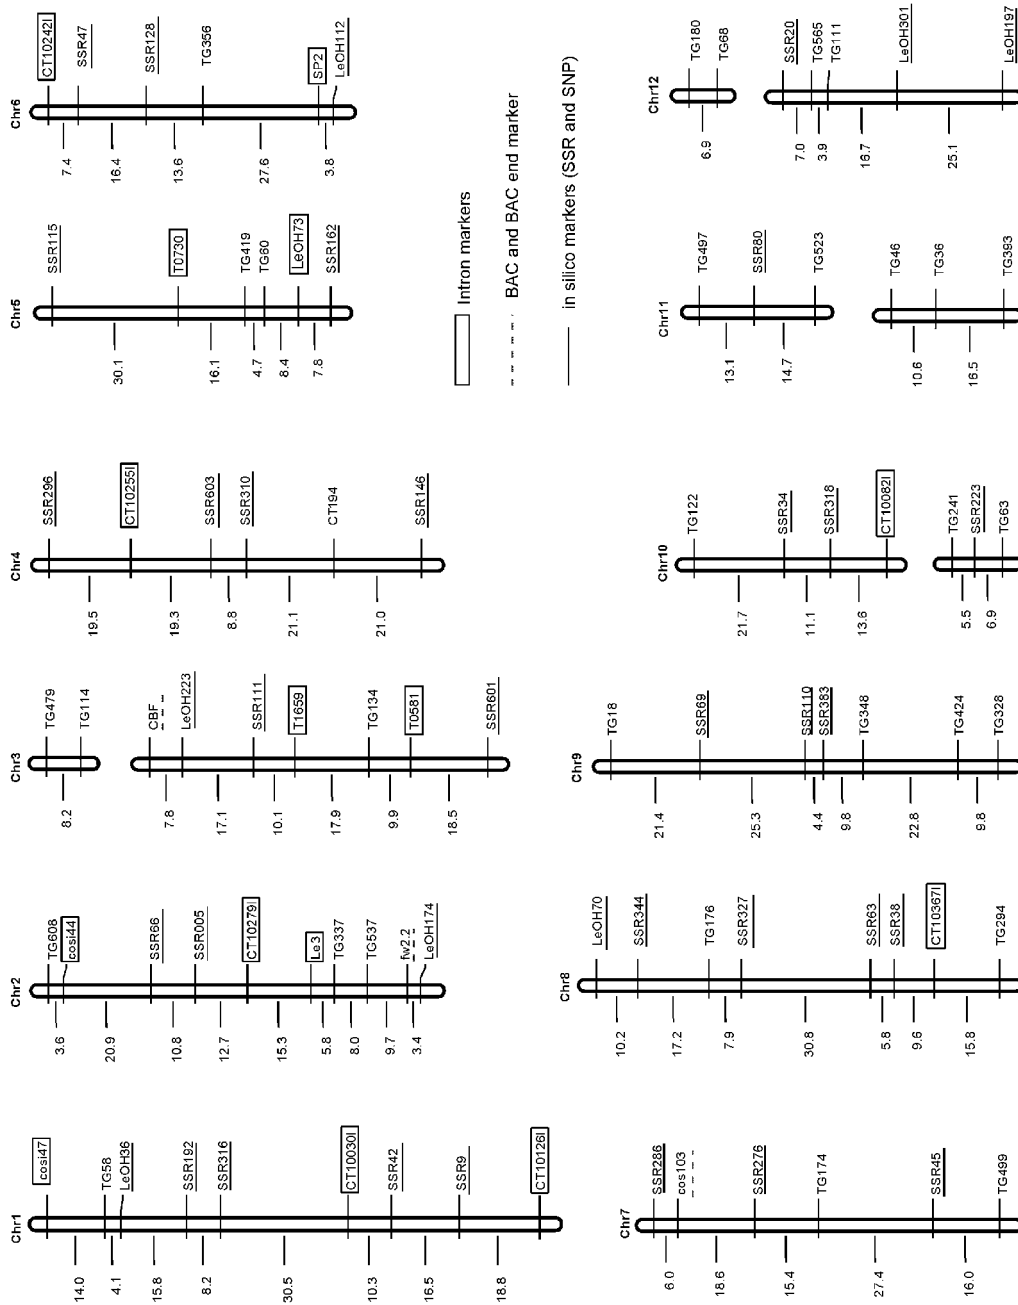 Chr1
cosi47
TG58
LeOH36
SSR192
SSR316
CT10030I
SSR42
SSR9
CT10126I
14.0
4.1
15.8
8.2
30.5
10.3
16.5
18.8
Chr2
TG608
cosi44
SSR66
SSR005
CT10279I
Le3
TG337
TG537
fw2.2
LeOH174
3.6
20.9
10.8
12.7
15.3
5.8
8.0
9.7
3.4
Chr3
TG479
TG114
8.2
CBF
LeOH223
SSR111
T1659
TG134
T0581
SSR601
7.8
17.1
10.1
17.9
9.9
18.5
Chr4
SSR296
CT10255I
SSR603
SSR310
CT194
SSR146
19.5
19.3
8.8
21.1
21.0
Chr5
SSR115
T0730
TG419
TG60
LeOH73
SSR162
30.1
16.1
4.7
8.4
7.8
Chr6
CT10242I
SSR47
SSR128
TG356
SP2
LeOH112
7.4
16.4
13.6
27.6
3.8
Intron markers
BAC and BAC end marker
in silico markers (SSR and SNP)
Chr7
SSR286
cos103
SSR276
TG174
SSR45
TG499
6.0
18.6
15.4
27.4
16.0
Chr8
LeOH70
SSR344
TG176
SSR327
SSR63
SSR38
CT10367I
TG294
10.2
17.2
7.9
30.8
5.8
9.6
15.8
Chr9
TG18
SSR69
SSR110
SSR383
TG348
TG424
TG328
21.4
25.3
4.4
9.8
22.8
9.8
Chr10
TG122
SSR34
SSR318
CT10082I
21.7
11.1
13.6
TG241
SSR223
TG63
5.5
6.9
Chr11
TG497
SSR80
TG523
13.1
14.7
TG46
TG36
TG393
10.6
16.5
Chr12
TG180
TG68
6.9
SSR20
TG565
TG111
LeOH301
LeOH197
7.0
3.9
16.7
25.1